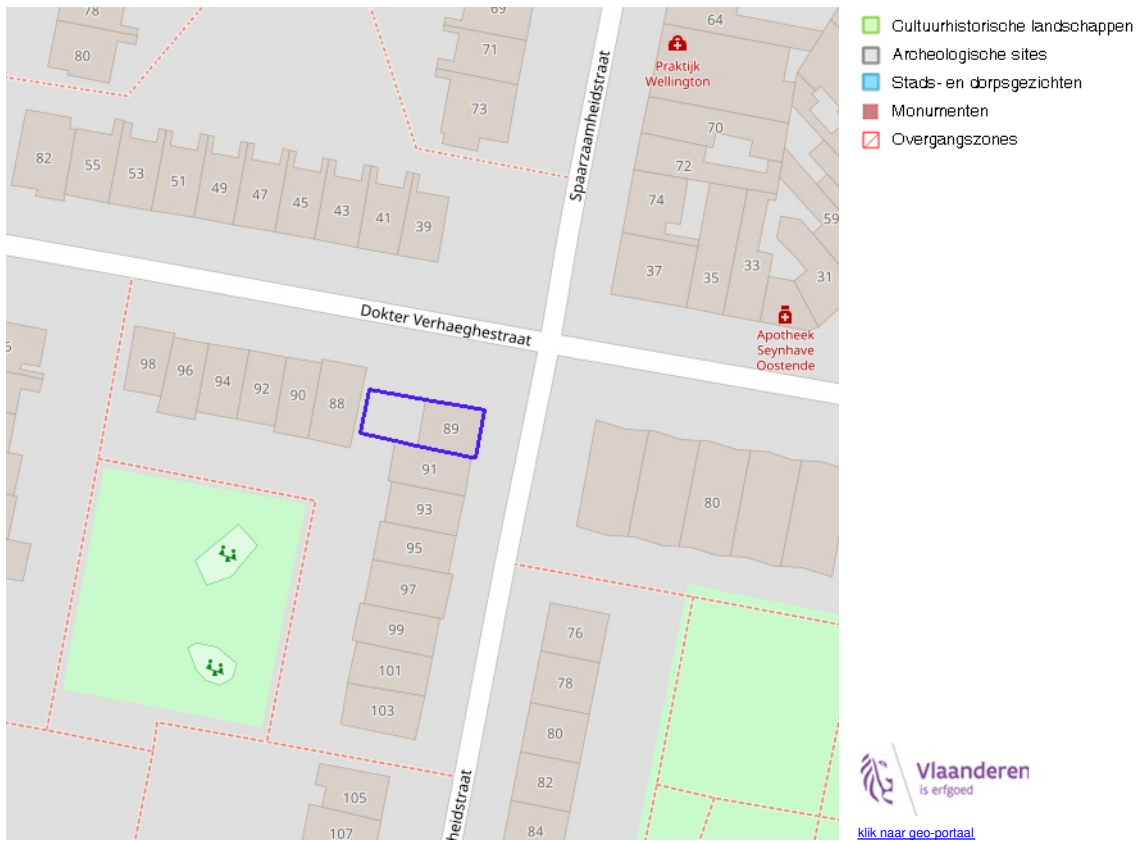 78
80
69
71
73
64
Praktijk
Wellington
70
72
74
37
35
33
31
59
Apotheek
Seynhave
Oostende
Spaarzaamheidstraat
82
55
53
51
49
47
45
43
41
39
Dokter Verhaeghestraat
98
96
94
92
90
88
89
91
93
95
97
99
101
103
105
107
80
76
78
80
82
84
heidstraat
Cultuurhistorische landschappen
Archeologische sites
Stads- en dorpsgezichten
Monumenten
Overgangszones
Vlaanderen
is erfgoed
klik naar geo-portaal